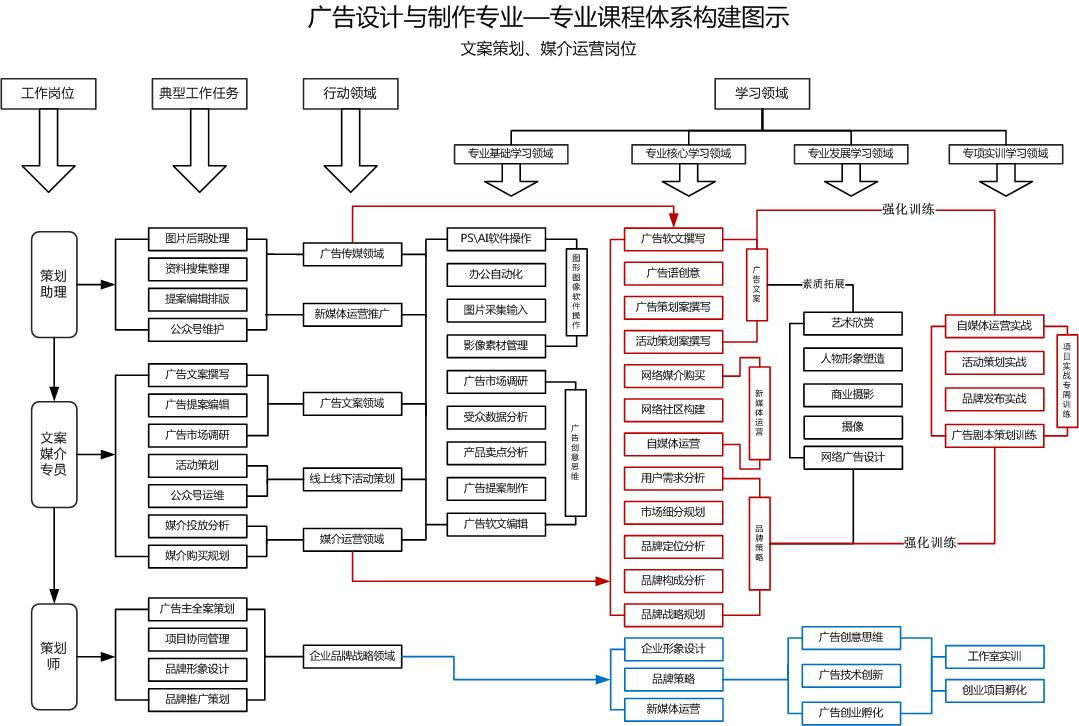 广告设计与制作专业—专业课程体系构建图示
文案策划、媒介运营岗位
工作岗位
典型工作任务
行动领域
学习领域
专业基础学习领域
专业核心学习领域
专业发展学习领域
专项实训学习领域
策划
助理
文案
媒介
专员
策划
师
图片后期处理
资料搜集整理
提案编辑排版
公众号维护
广告文案撰写
广告提案编辑
广告市场调研
活动策划
公众号运维
媒介投放分析
媒介购买规划
广告主全案策划
项目协同管理
品牌形象设计
品牌推广策划
广告传媒领域
新媒体运营推广
广告文案领域
线上线下活动策划
媒介运营领域
企业品牌战略领域
PS\AI软件操作
办公自动化
图片采集输入
影像素材管理
广告市场调研
受众数据分析
产品卖点分析
广告提案制作
广告软文编辑
图形图像软件操作
广告创意思维
广告软文撰写
广告语创意
广告策划案撰写
活动策划案撰写
网络媒介购买
网络社区构建
自媒体运营
用户需求分析
市场细分规划
品牌定位分析
品牌构成分析
品牌战略规划
企业形象设计
品牌策略
新媒体运营
广告文案
新媒体运营
品牌策略
强化训练
素质拓展
艺术欣赏
人物形象塑造
商业摄影
摄像
网络广告设计
强化训练
广告创意思维
广告技术创新
广告创业孵化
自媒体运营实战
活动策划实战
品牌发布实战
广告剧本策划训练
项目实战专周训练
工作室实训
创业项目孵化